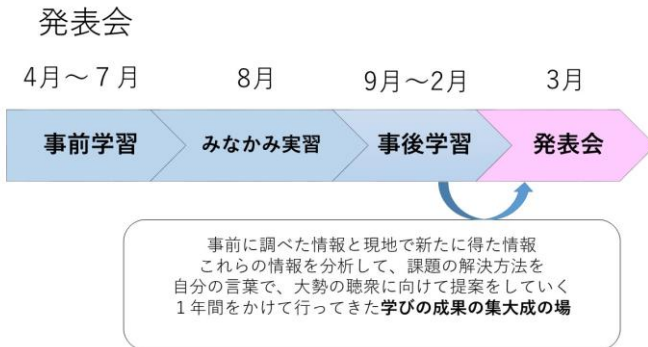 発表会
4月～７月
8月
9月～2月
3月
事前学習
みなかみ実習
事後学習
発表会
事前に調べた情報と現地で新たに得た情報
これらの情報を分析して、課題の解決方法を
自分の言葉で、大勢の聴衆に向けて提案をしていく
１年間をかけて行ってきた学びの成果の集大成の場